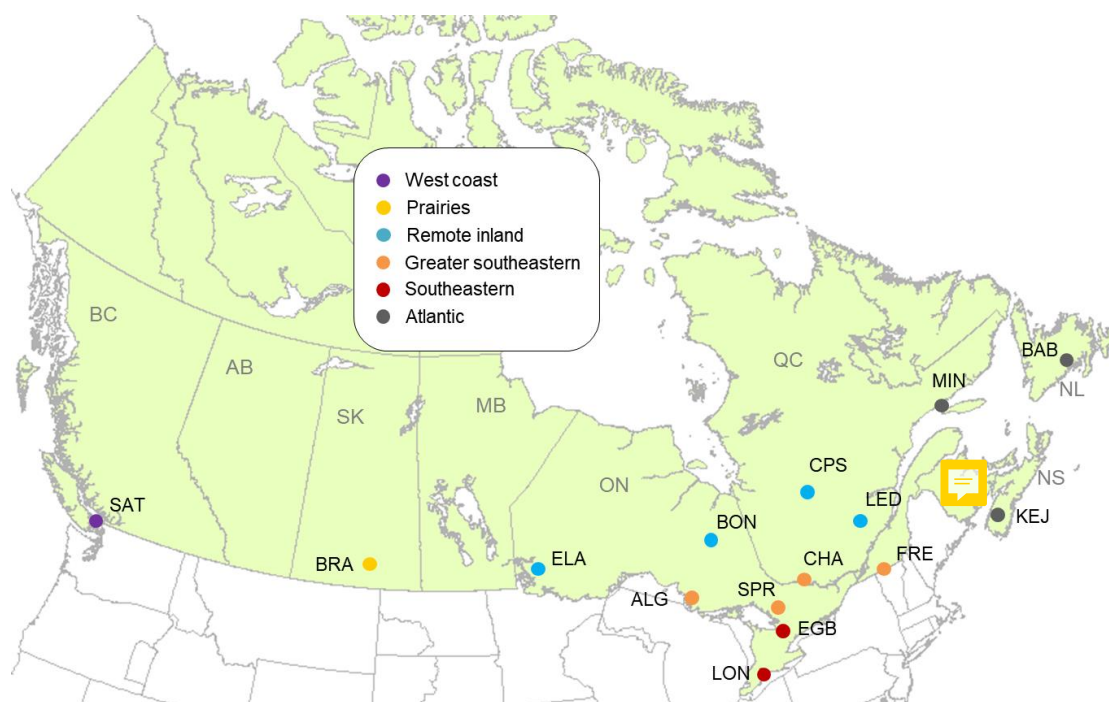 West coast
Prairies
Remote inland
Greater southeastern
Southeastern
Atlantic
BC
AB
SK
MB
ON
QC
NL
NS
BAB
MIN
CPS
LED
KEJ
SAT
BON
BRA
ELA
CHA
FRE
ALG
SPR
EGB
LON